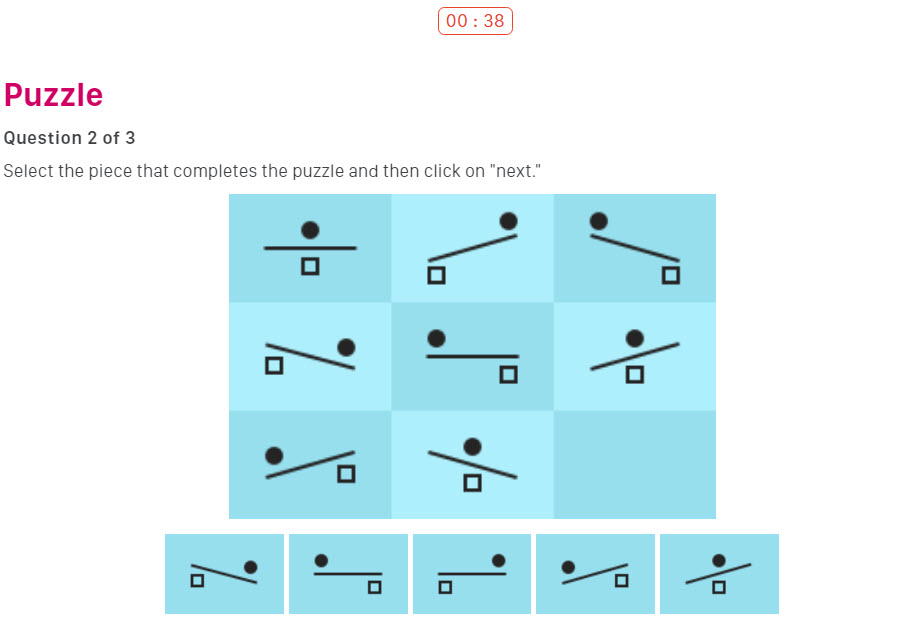 00 : 38
Puzzle
Question 2 of 3
Select the piece that completes the puzzle and then click on "next."